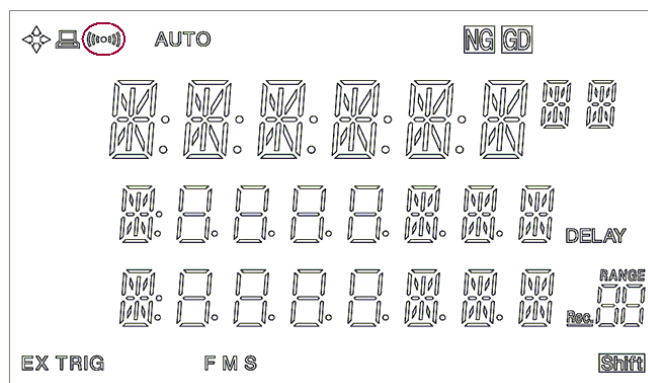 AUTO NG GD
DELAY
RANGE
Rec.
EX TRIG F M S Shift